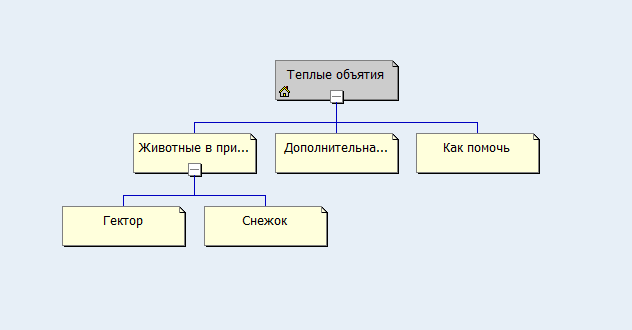 Теплые объятия
Животные в при...
Дополнительна...
Как помочь
Гектор
Снежок